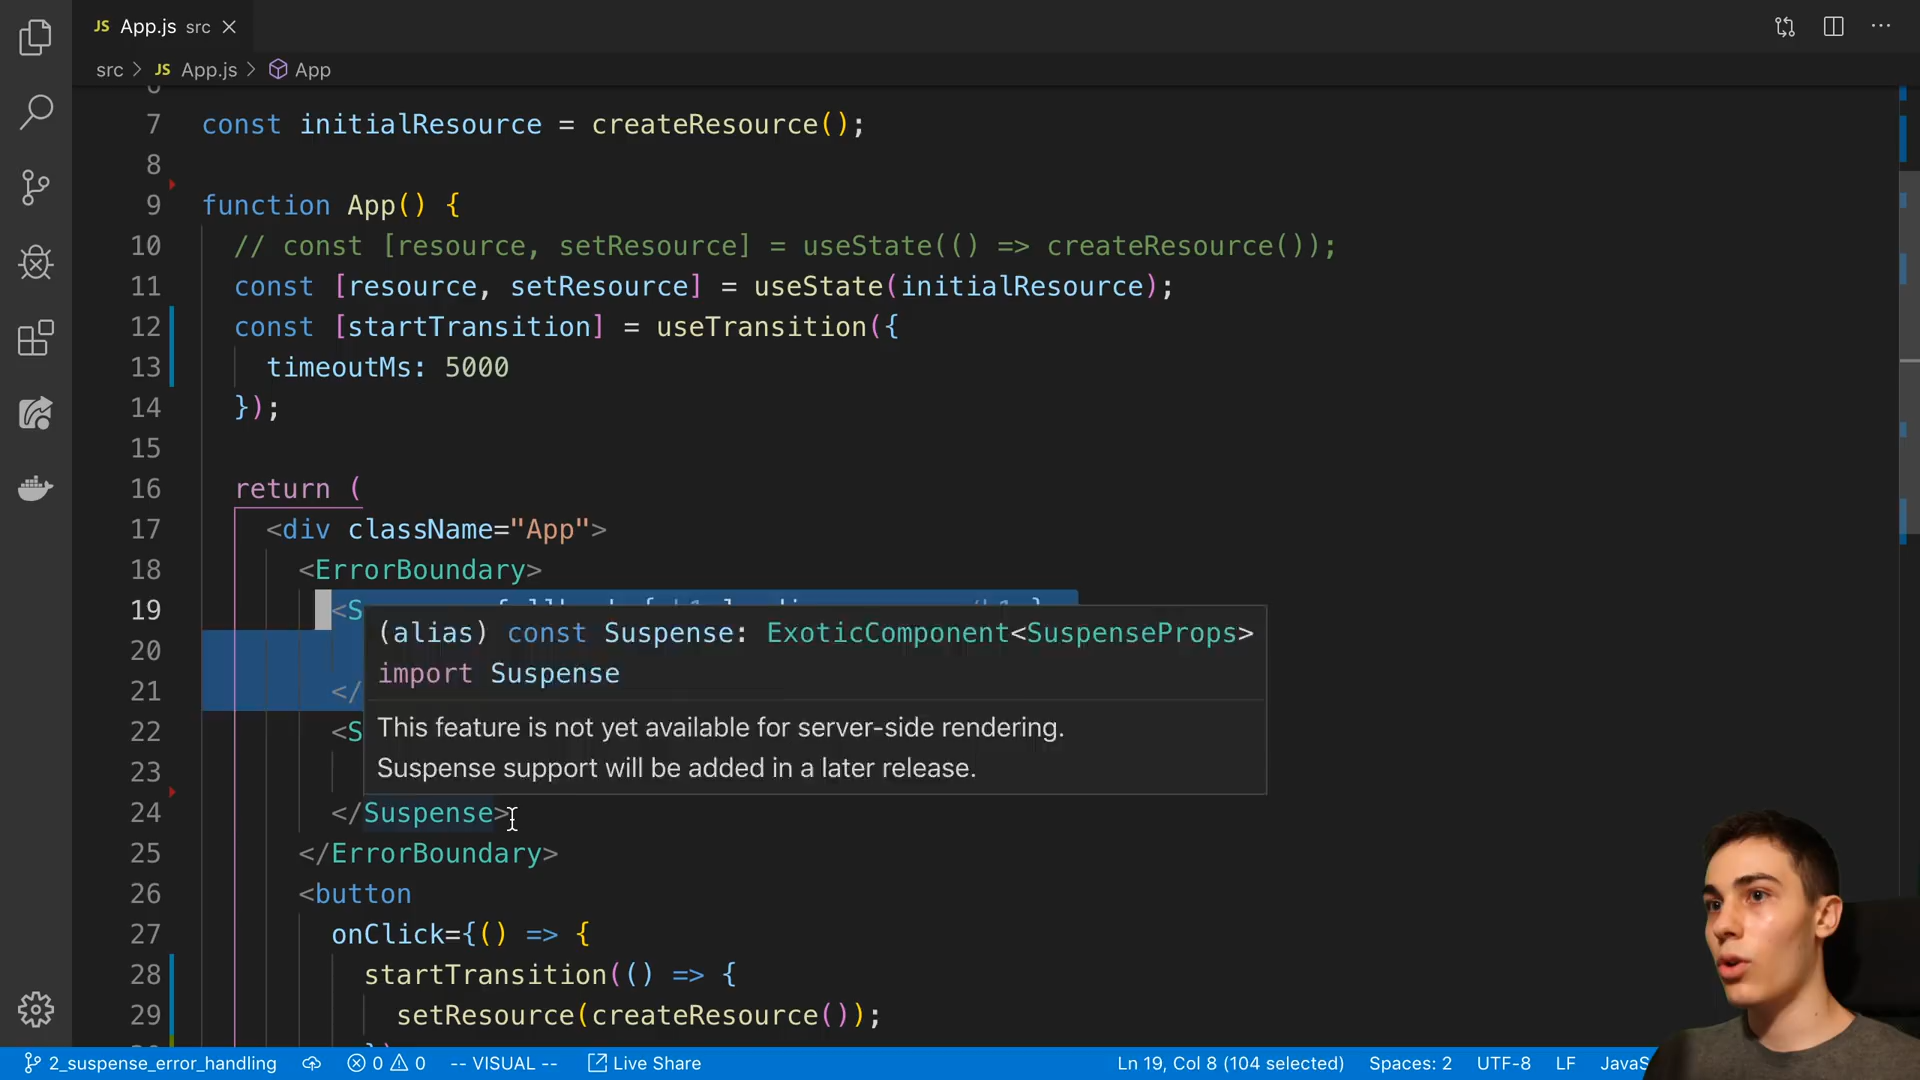 JS App.js src
src > JS App.js > App
7 const initialResource = createResource();
8
9 function App() {
10 // const [resource, setResource] = useState(() => createResource());
11 const [resource, setResource] = useState(initialResource);
12 const [startTransition] = useTransition({
13 timeoutMs: 5000
14 });
15
16 return (
17 <div className="App">
18 <ErrorBoundary>
19 <S
(alias) const Suspense: ExoticComponent<SuspenseProps>
20
import Suspense
21 </
22 <S
This feature is not yet available for server-side rendering.
23
Suspense support will be added in a later release.
24 </Suspense>
25 </ErrorBoundary>
26 <button
27 onClick={() => {
28 startTransition(() => {
29 setResource(createResource());
2_suspense_error_handling 0 0 -- VISUAL -- Live Share Ln 19, Col 8 (104 selected) Spaces: 2 UTF-8 LF JavaS